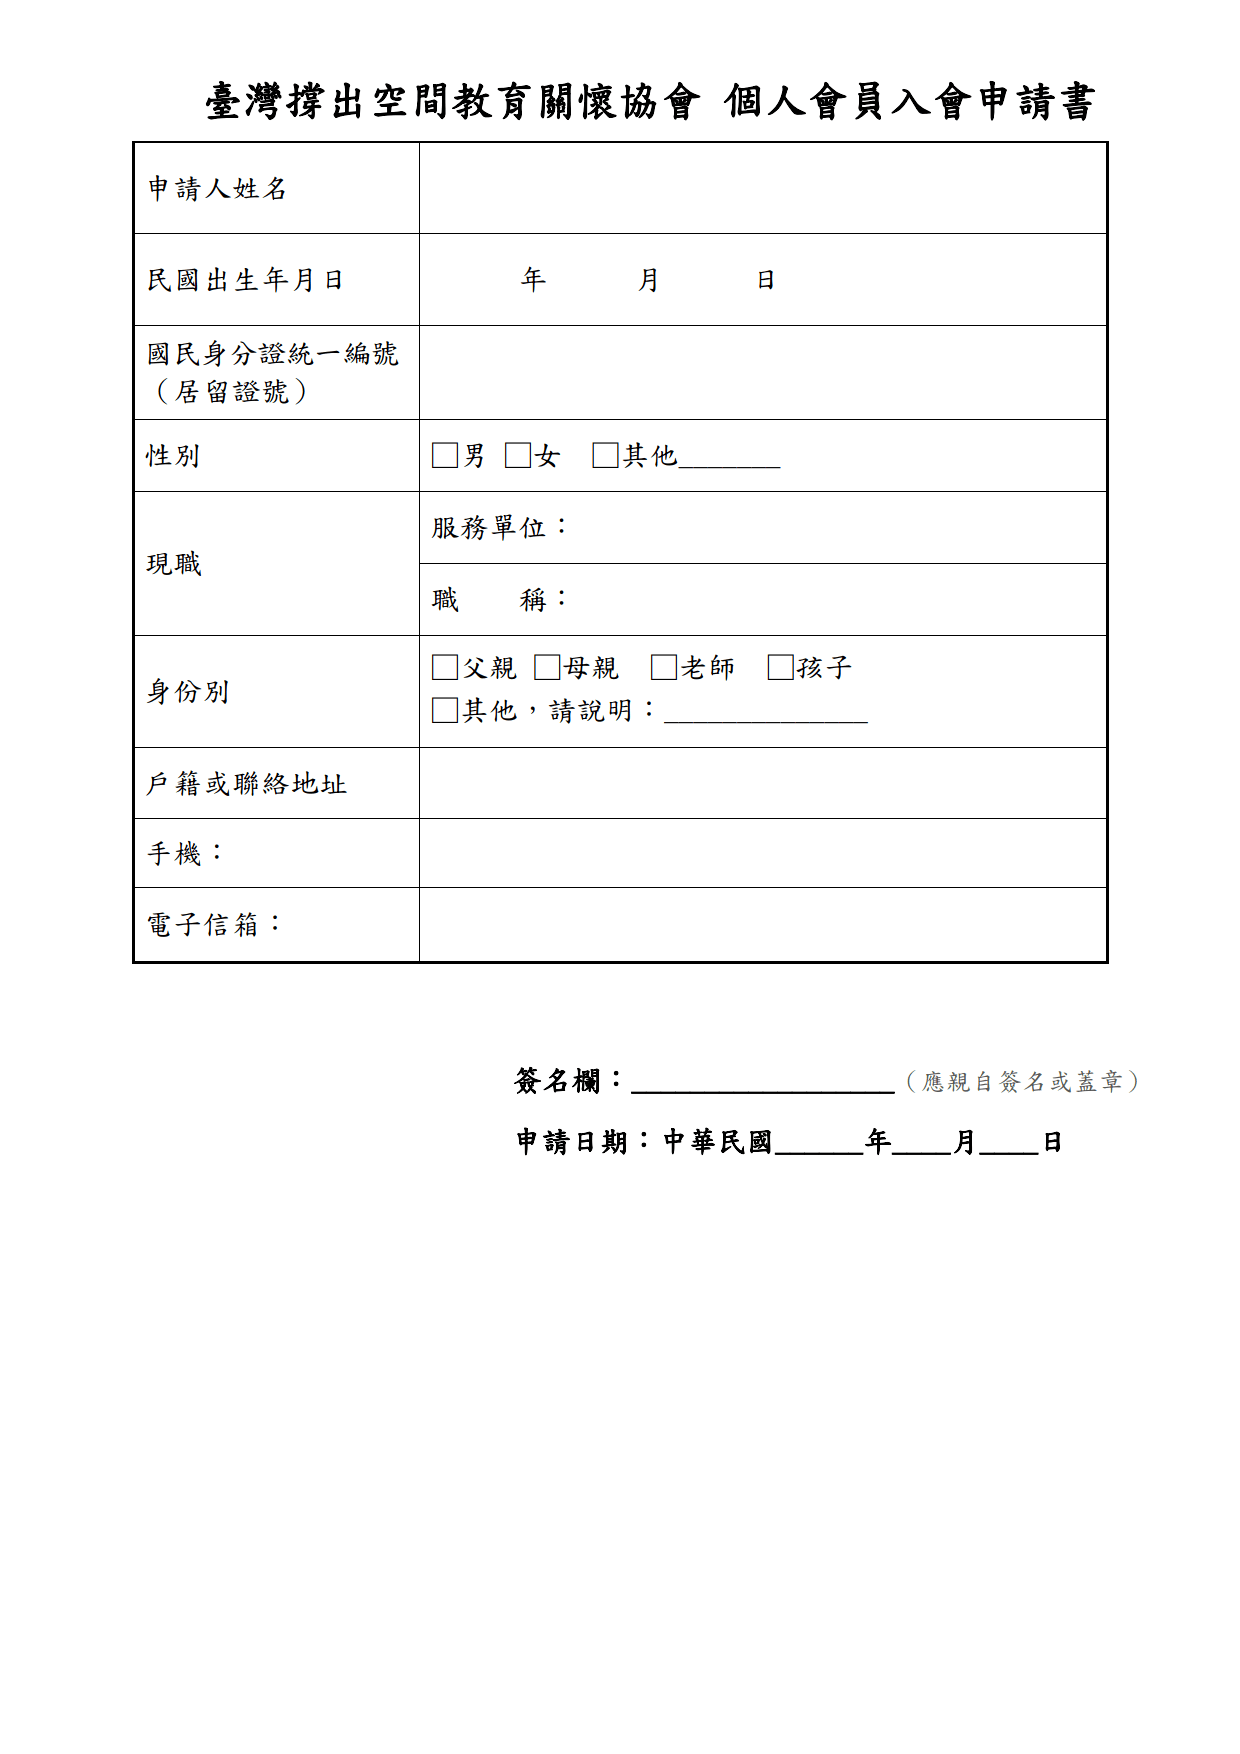 臺灣撐出空間教育關懷協會 個人會員入會申請書
申請人姓名
民國出生年月日 年 月 日
國民身分證統一編號
（居留證號）
性別 □男 □女 □其他_______
現職
服務單位：
職 稱：
身份別
□父親 □母親 □老師 □孩子
□其他，請說明：______________
戶籍或聯絡地址
手機：
電子信箱：
簽名欄：__________________（應親自簽名或蓋章）
申請日期：中華民國______年____月____日